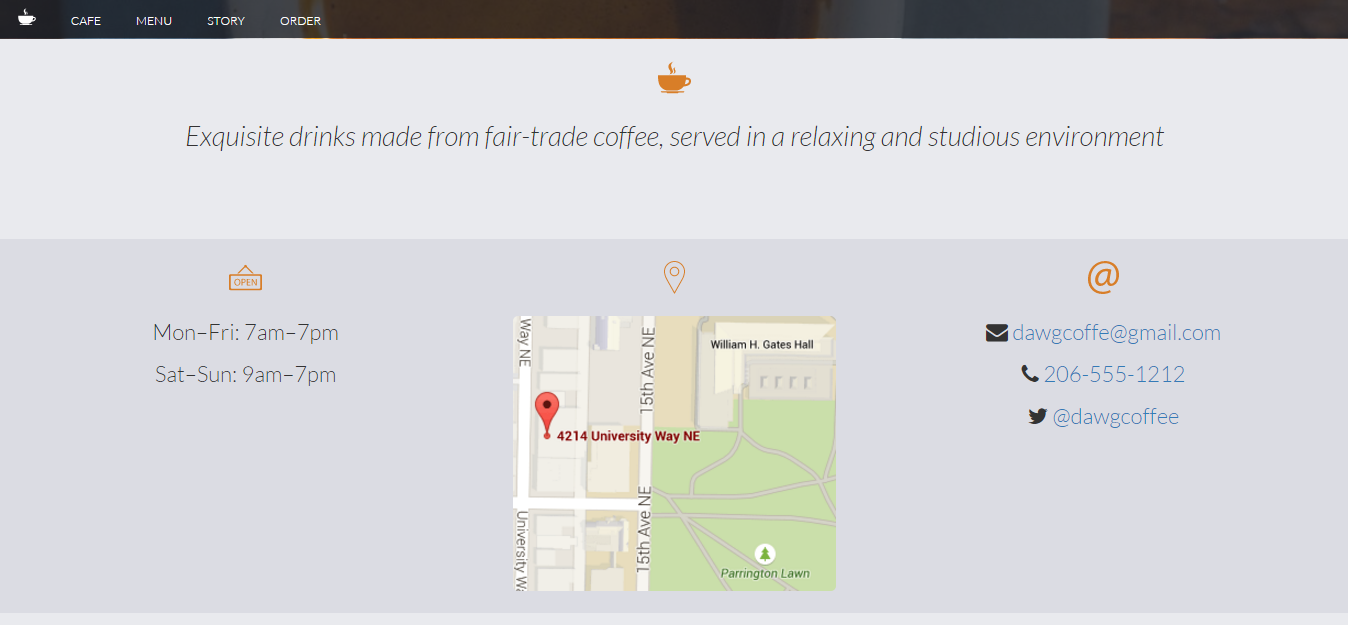 CAFE MENU STORY ORDER
Exquisite drinks made from fair-trade coffee, served in a relaxing and studious environment
OPEN
Mon–Fri: 7am–7pm
Sat–Sun: 9am–7pm
Way NE
15th Ave NE
William H. Gates Hall
4214 University Way NE
University Wa
15th Ave NE
Parrington Lawn
@
dawgcoffe@gmail.com
206-555-1212
@dawgcoffee